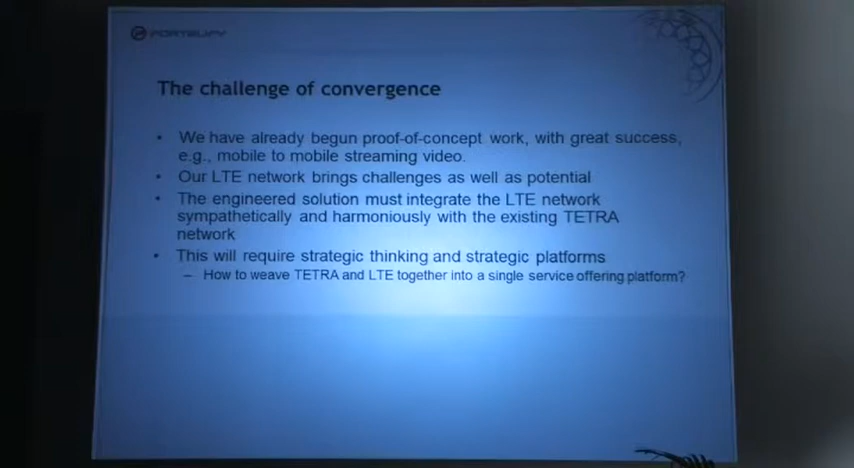 The challenge of convergence
• We have already begun proof-of-concept work, with great success,
e.g., mobile to mobile streaming video.
• Our LTE network brings challenges as well as potential
• The engineered solution must integrate the LTE network
sympathetically and harmoniously with the existing TETRA
network
• This will require strategic thinking and strategic platforms
– How to weave TETRA and LTE together into a single service offering platform?